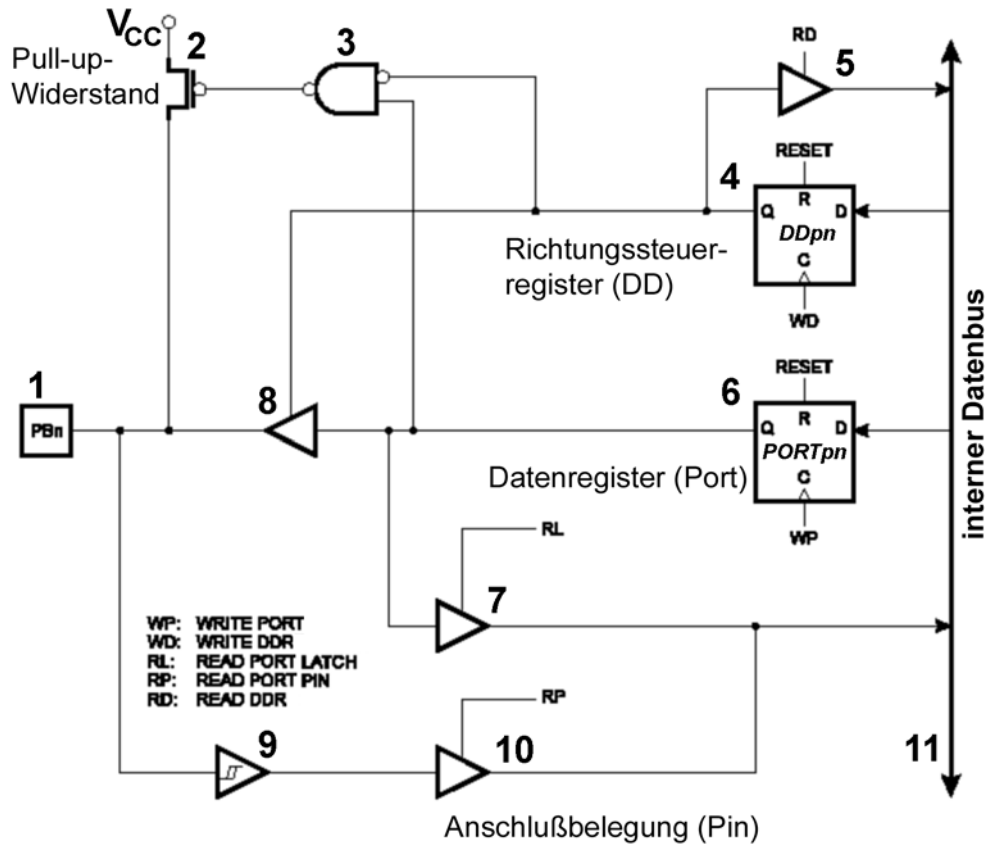 VCC
2
3
RD
5
Pull-up-
Widerstand
RESET
4
R
Q
D
DDpn
C
Richtungssteuer-
register (DD)
WD
interner Datenbus
1
8
RESET
6
PBn
R
Q
D
PORTpn
C
Datenregister (Port)
WP
RL
7
WP: WRITE PORT
WD: WRITE DDR
RL: READ PORT LATCH
RP: READ PORT PIN
RD: READ DDR
RP
9
10
11
Anschlußbelegung (Pin)